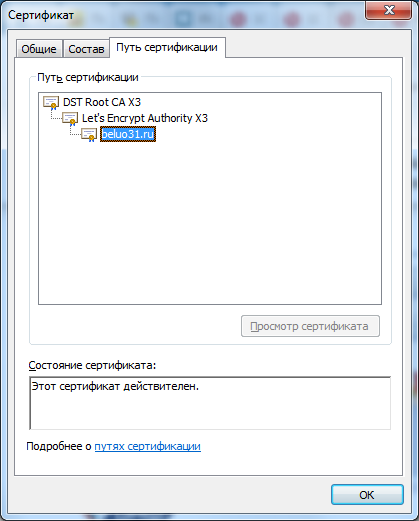 Сертификат
Общие Состав Путь сертификации
Путь сертификации
DST Root CA X3
Let's Encrypt Authority X3
beluo31.ru
Просмотр сертификата
Состояние сертификата:
Этот сертификат действителен.
Подробнее о путях сертификации
ОК